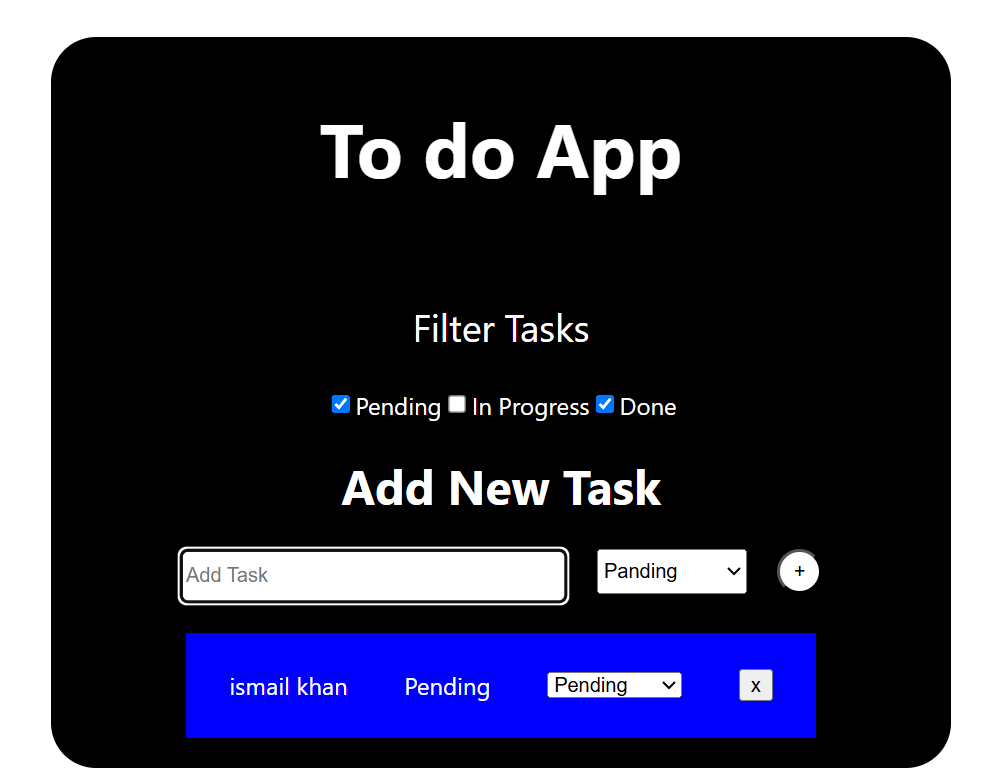 To do App
Filter Tasks
Pending In Progress Done
Add New Task
Add Task Panding +
ismail khan Pending Pending x